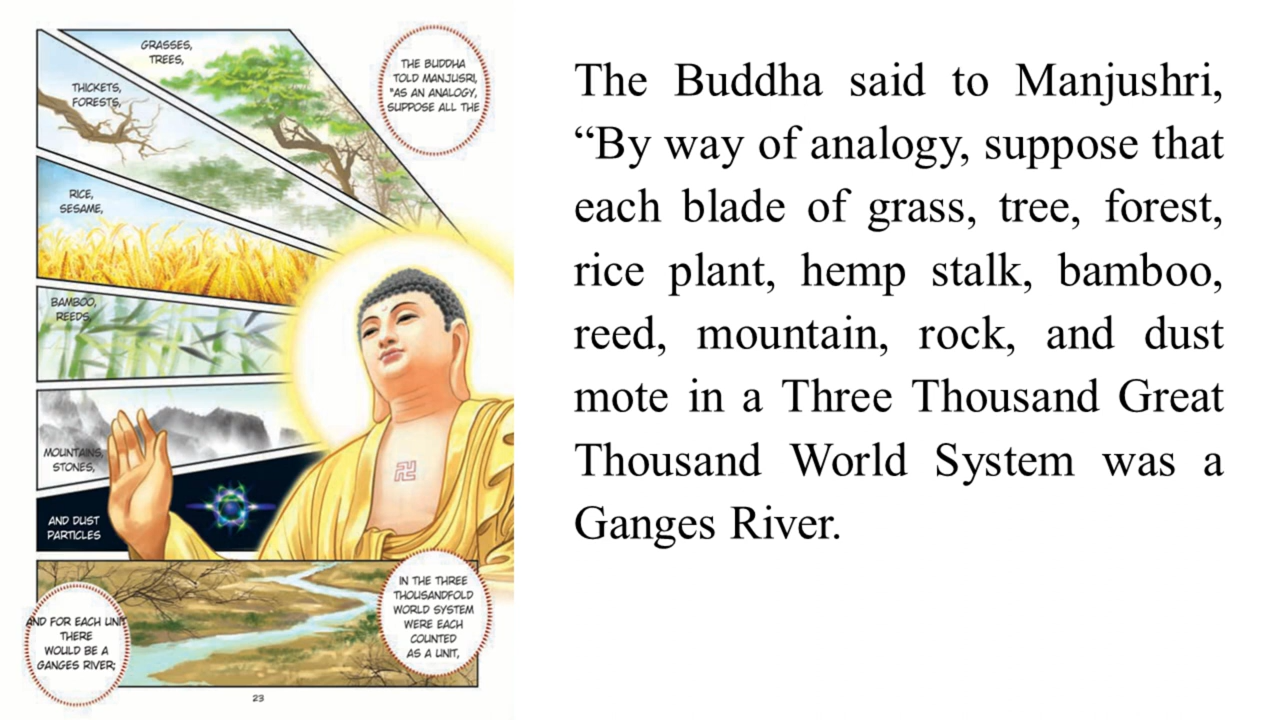 THE BUDDHA
TOLD MANJUSRI,
"AS AN ANALOGY,
SUPPOSE ALL THE
GRASSES,
TREES,
THICKETS,
FORESTS,
RICE,
SESAME,
BAMBOO,
REEDS,
MOUNTAINS,
STONES,
AND DUST
PARTICLES
IN THE THREE
THOUSANDFOLD
WORLD SYSTEM
WERE EACH
COUNTED
AS A UNIT,
AND FOR EACH UNIT
THERE
WOULD BE A
GANGES RIVER;
23
The Buddha said to Manjushri,
“By way of analogy, suppose that
each blade of grass, tree, forest,
rice plant, hemp stalk, bamboo,
reed, mountain, rock, and dust
mote in a Three Thousand Great
Thousand World System was a
Ganges River.